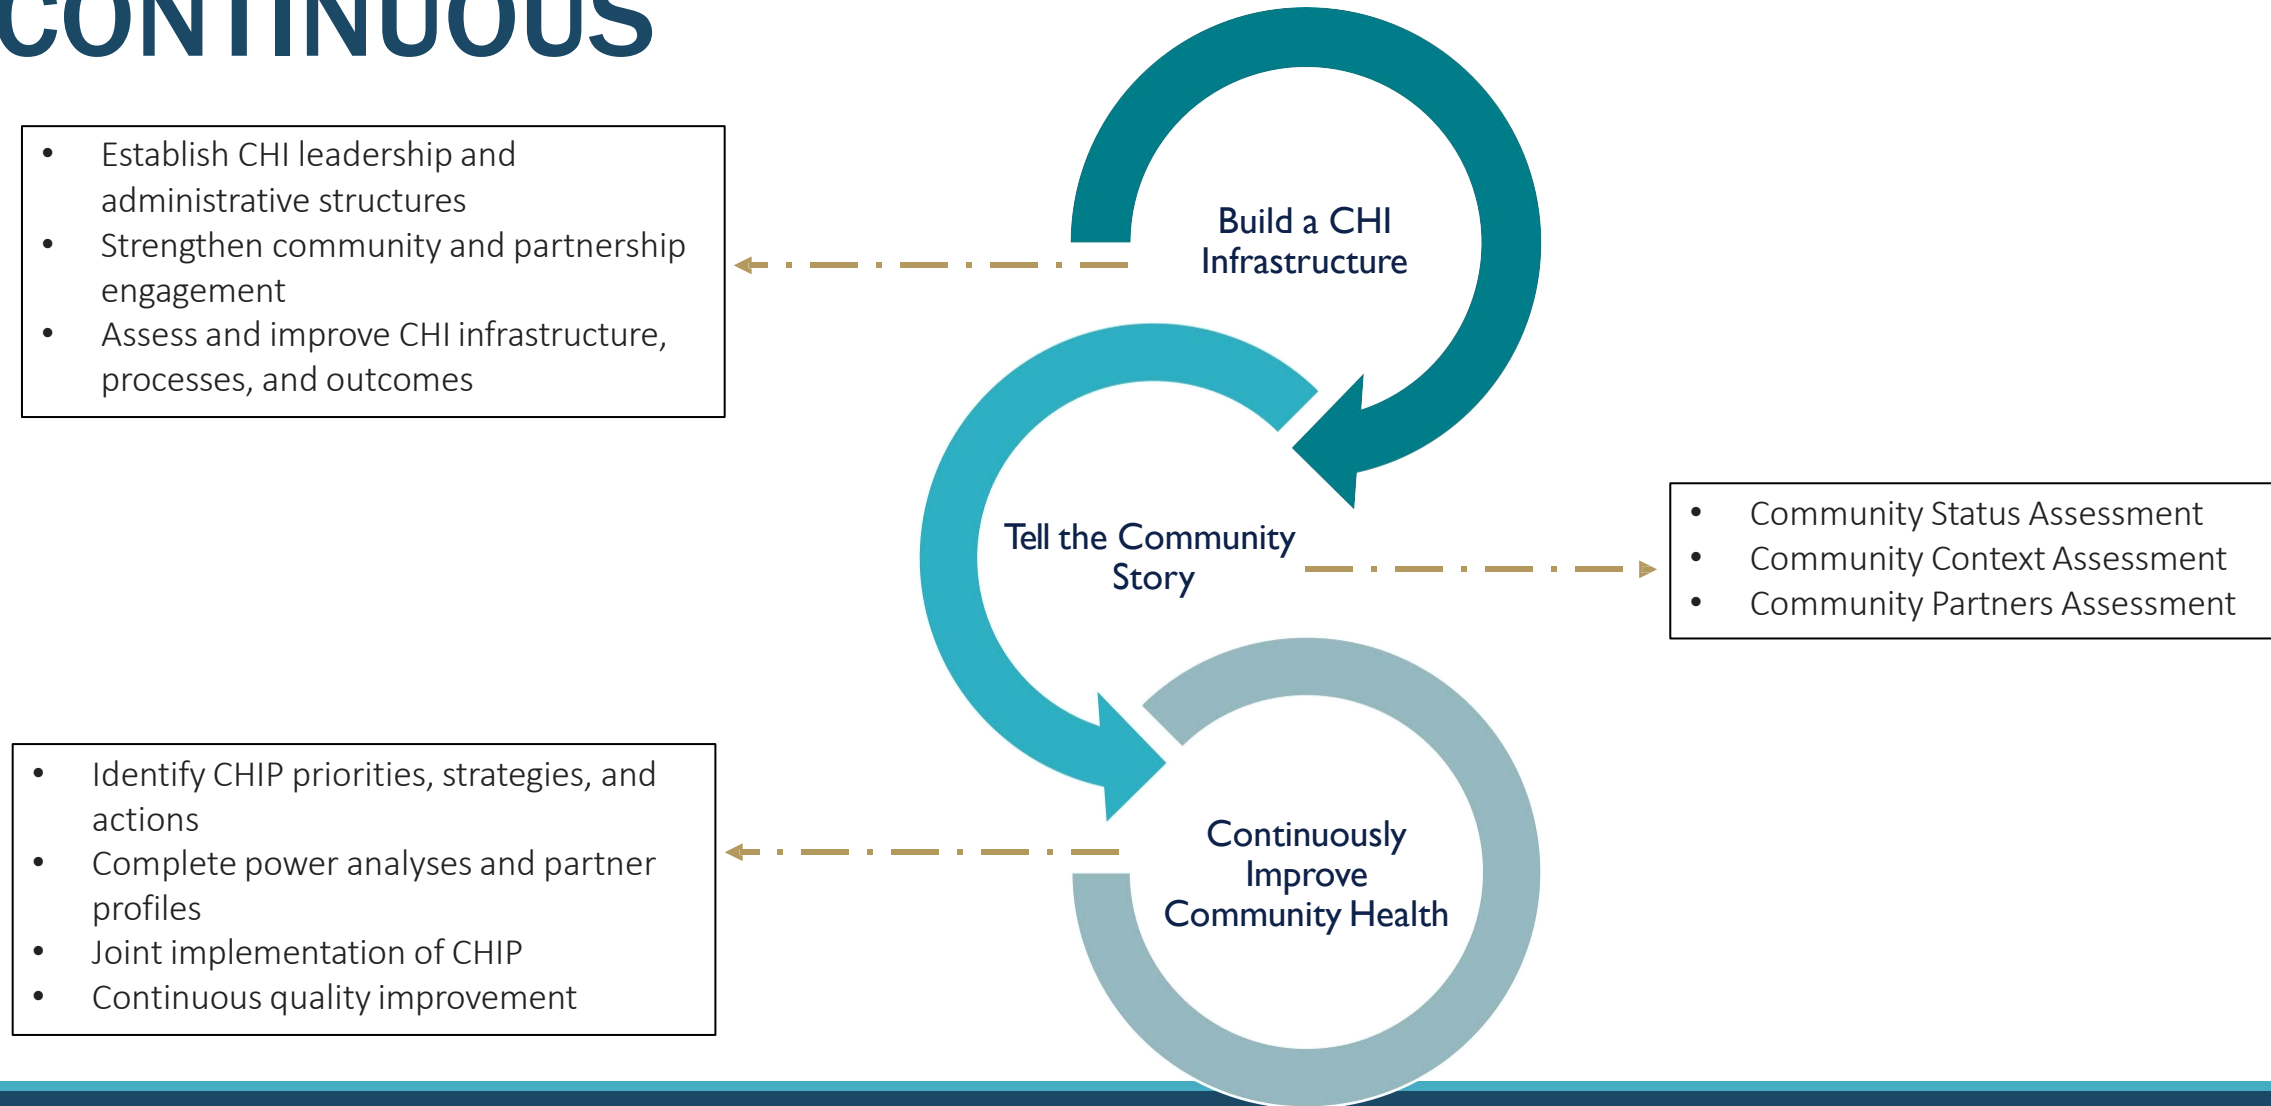 CONTINUOUS
• Establish CHI leadership and
administrative structures
• Strengthen community and partnership
engagement
• Assess and improve CHI infrastructure,
processes, and outcomes
Build a CHI
Infrastructure
Tell the Community
Story
• Community Status Assessment
• Community Context Assessment
• Community Partners Assessment
• Identify CHIP priorities, strategies, and
actions
• Complete power analyses and partner
profiles
• Joint implementation of CHIP
• Continuous quality improvement
Continuously
Improve
Community Health